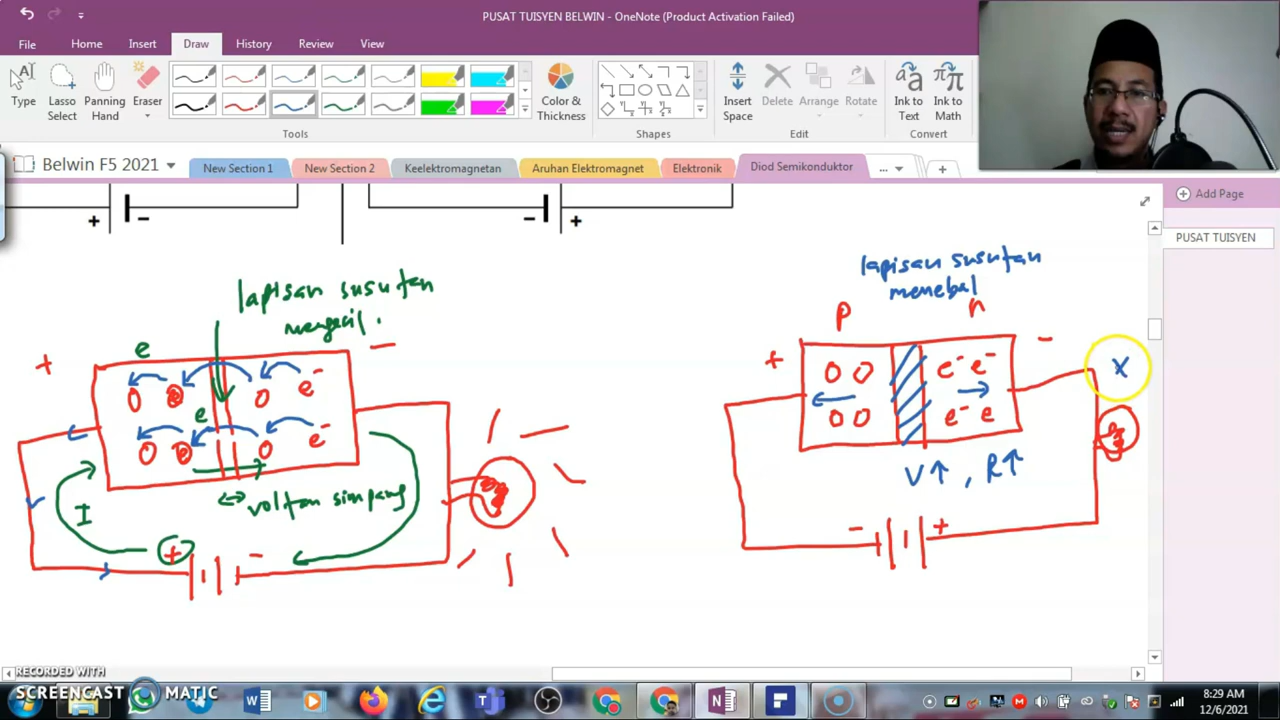 PUSAT TUISYEN BELWIN - OneNote (Product Activation Failed)
File Home Insert Draw History Review View
Type
Lasso Select
Panning Hand
Eraser
Color & Thickness
Insert Space
Delete
Arrange
Rotate
Ink to Text
Ink to Math
Tools
Shapes
Edit
Convert
Belwin F5 2021
New Section 1
New Section 2
Keelektromagnetan
Aruhan Elektromagnet
Elektronik
Diod Semikonduktor
...
Add Page
PUSAT TUISYEN
+ -
- +
lapisan susutan
mengecil.
+ e -
e e⁻
e⁻
voltan simpang
I
+ -
lapisan susutan
menebal
p n
+ -
e⁻ e⁻
e⁻ e
X
V↑, R↑
- +
RECORDED WITH
SCREENCAST MATIC
8:29 AM
12/6/2021